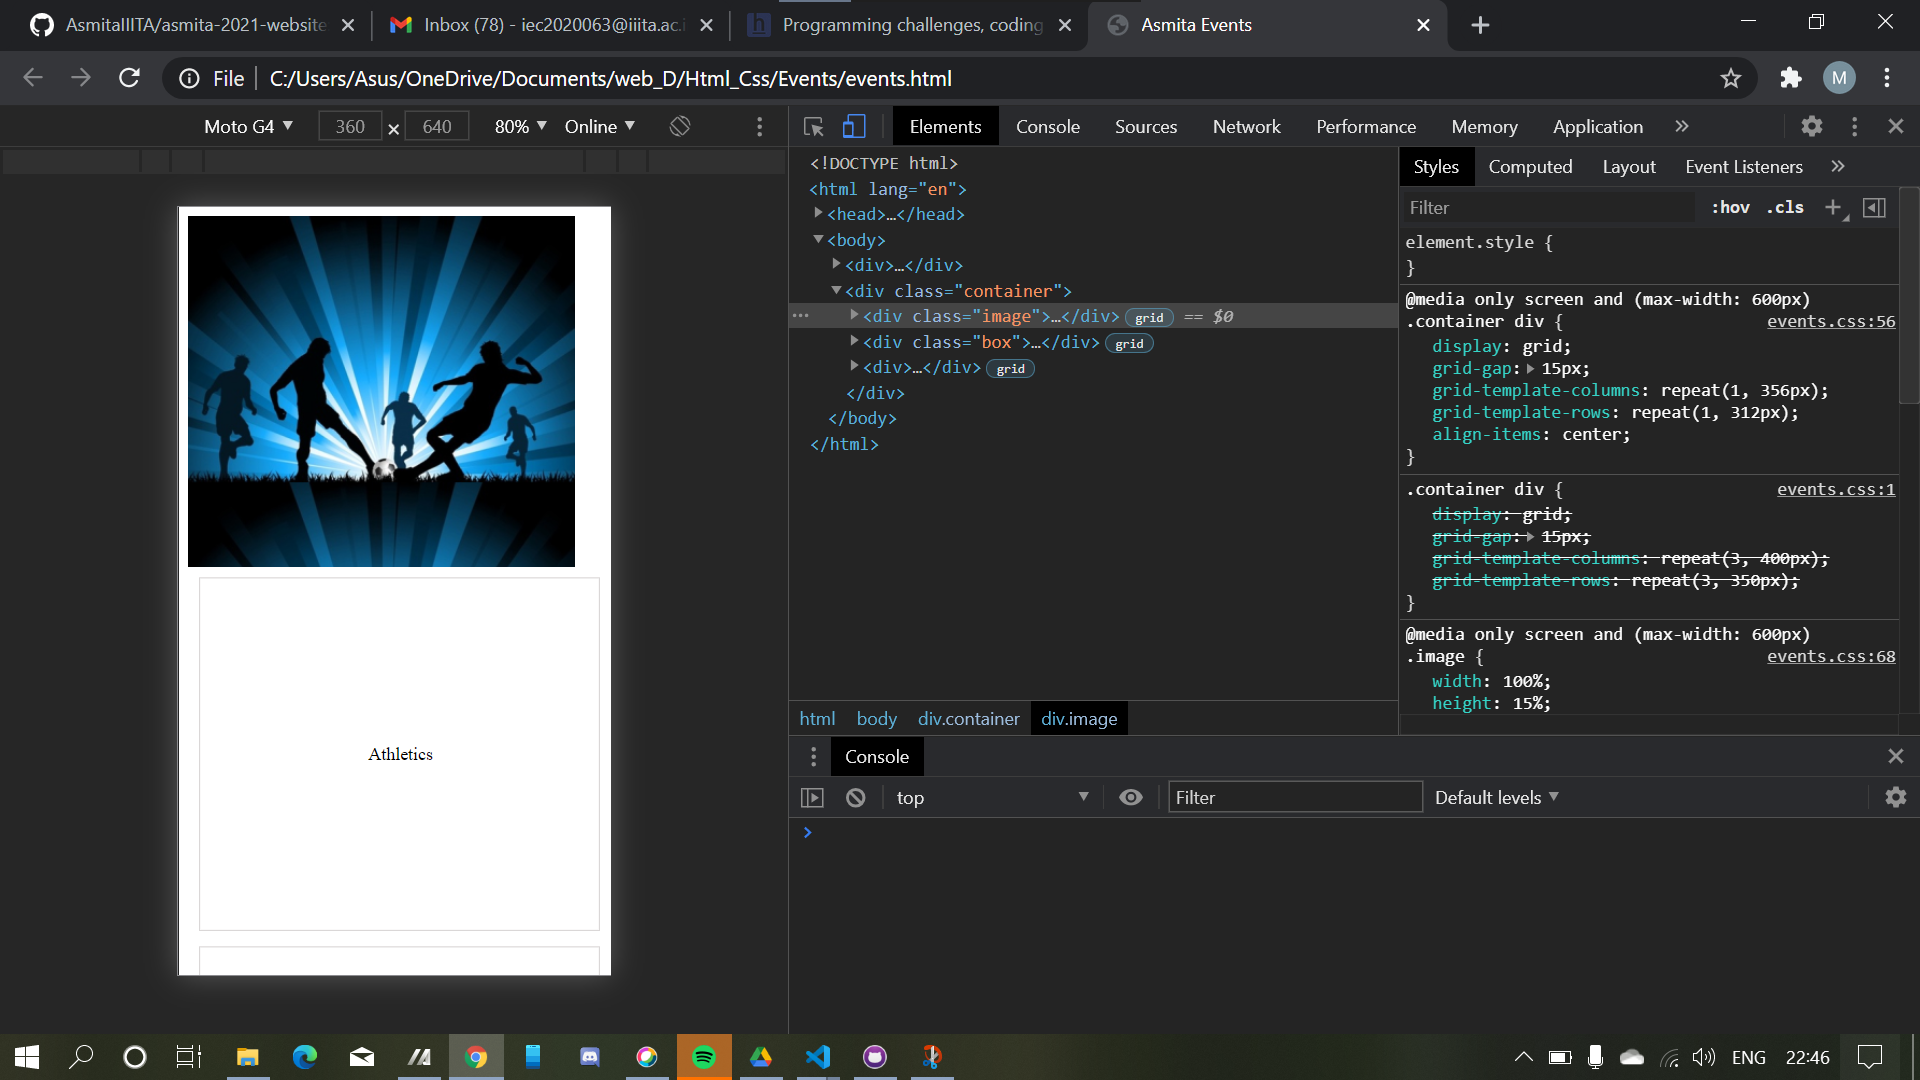 AsmitaIIITA/asmita-2021-website
Inbox (78) - iec2020063@iiita.ac.i
Programming challenges, coding
Asmita Events
File
C:/Users/Asus/OneDrive/Documents/web_D/Html_Css/Events/events.html
M
Moto G4 ▼
360 × 640
80% ▼
Online ▼
Elements
Console
Sources
Network
Performance
Memory
Application
»
<!DOCTYPE html>
<html lang="en">
<head>…</head>
<body>
<div>…</div>
<div class="container">
<div class="image">…</div> grid == $0
<div class="box">…</div> grid
<div>…</div> grid
</div>
</body>
</html>
html
body
div.container
div.image
Styles
Computed
Layout
Event Listeners
»
Filter
:hov
.cls
element.style {
}
@media only screen and (max-width: 600px)
.container div { events.css:56
display: grid;
grid-gap: 15px;
grid-template-columns: repeat(1, 356px);
grid-template-rows: repeat(1, 312px);
align-items: center;
}
.container div { events.css:1
display: grid;
grid-gap: 15px;
grid-template-columns: repeat(3, 400px);
grid-template-rows: repeat(3, 350px);
}
@media only screen and (max-width: 600px)
.image { events.css:68
width: 100%;
height: 15%;
Athletics
Console
top
Filter
Default levels ▼
ENG
22:46